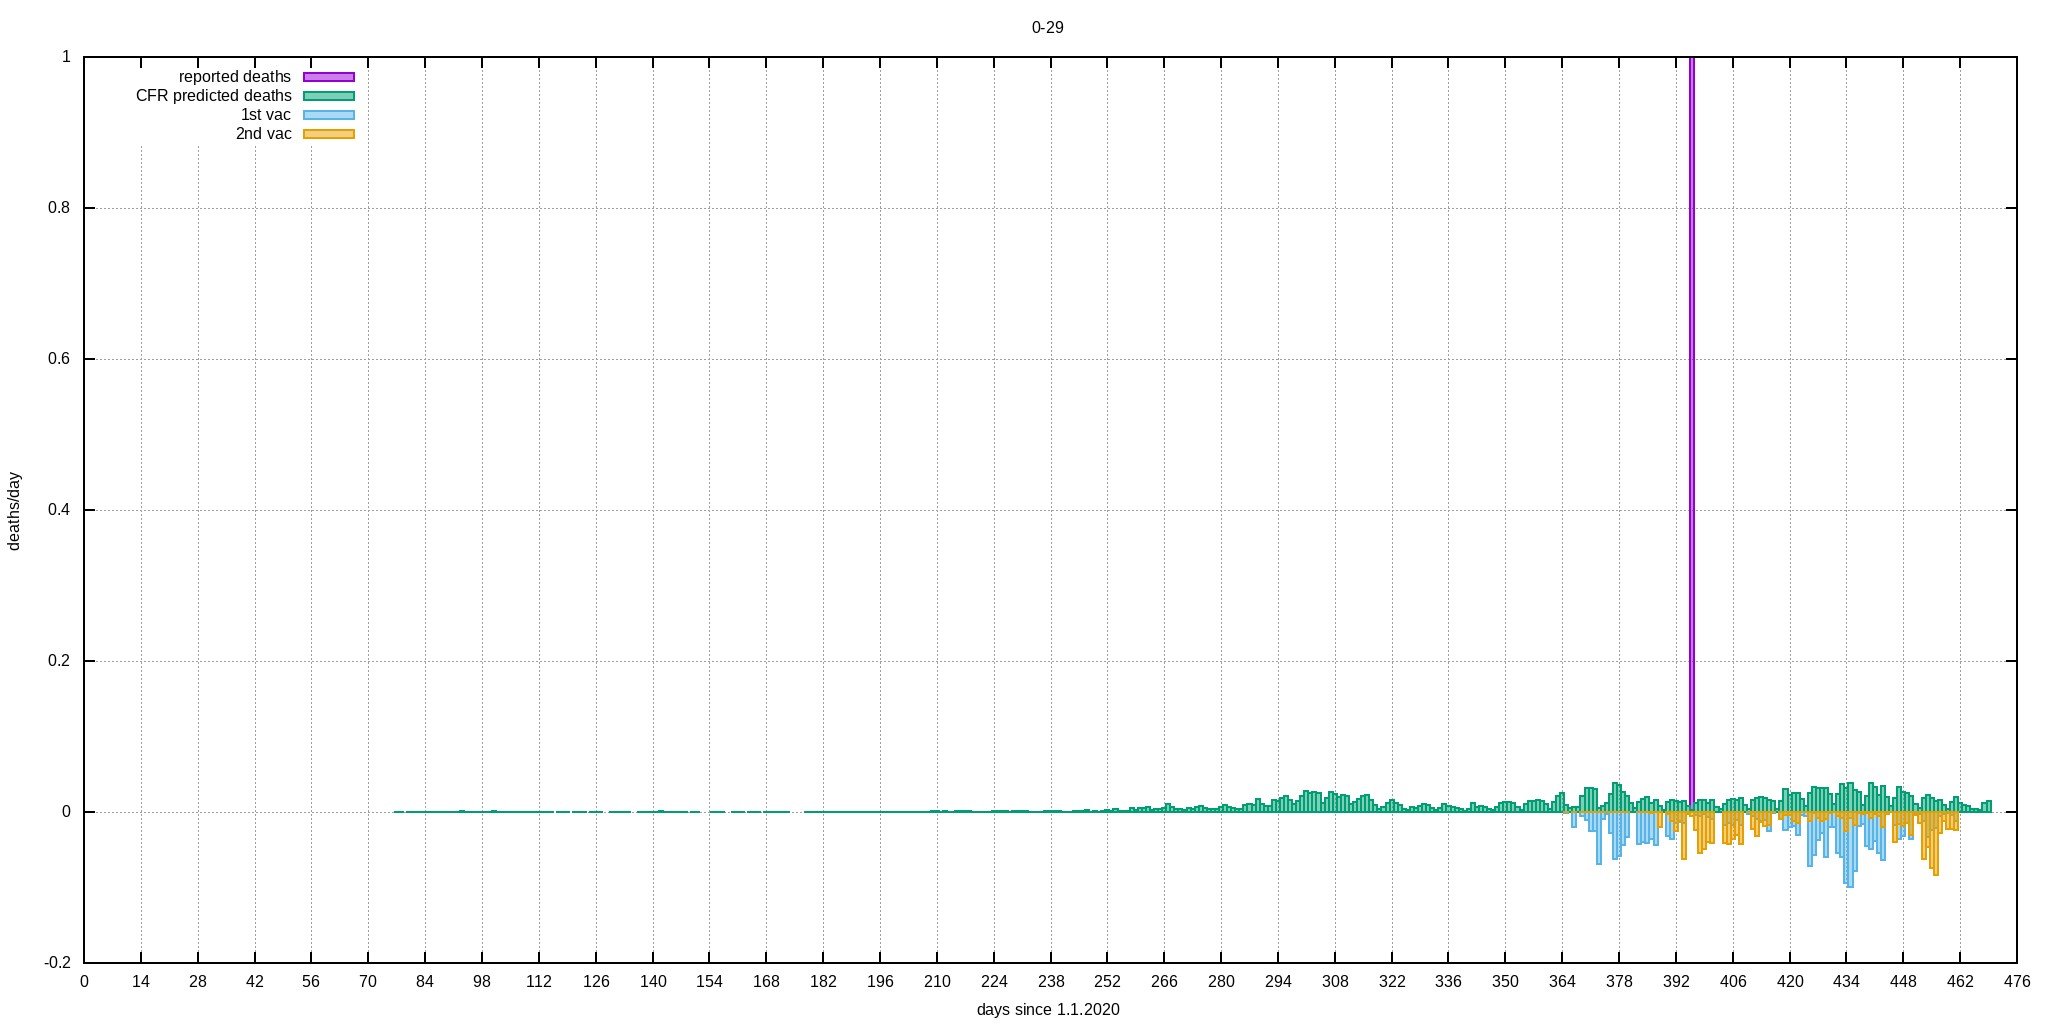 0-29
1
reported deaths
CFR predicted deaths
1st vac
2nd vac
0.8
0.6
0.4
0.2
0
-0.2
deaths/day
0 14 28 42 56 70 84 98 112 126 140 154 168 182 196 210 224 238 252 266 280 294 308 322 336 350 364 378 392 406 420 434 448 462 476
days since 1.1.2020